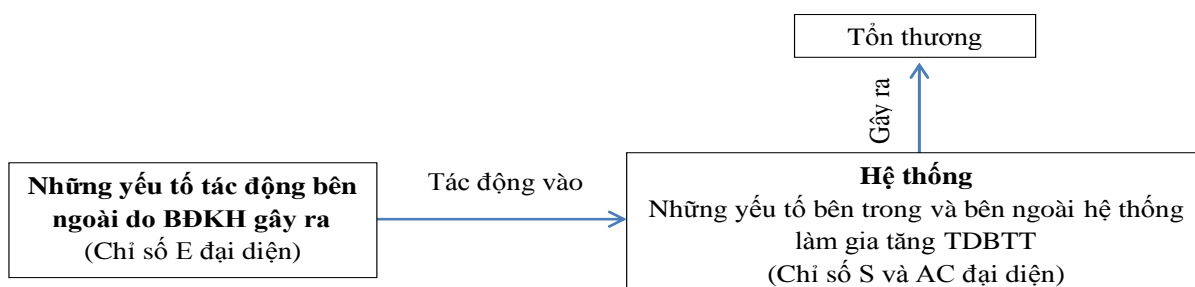 Tổn thương
Gây ra
Những yếu tố tác động bên
ngoài do BĐKH gây ra
(Chỉ số E đại diện)
Tác động vào
Hệ thống
Những yếu tố bên trong và bên ngoài hệ thống
làm gia tăng TDBTT
(Chỉ số S và AC đại diện)